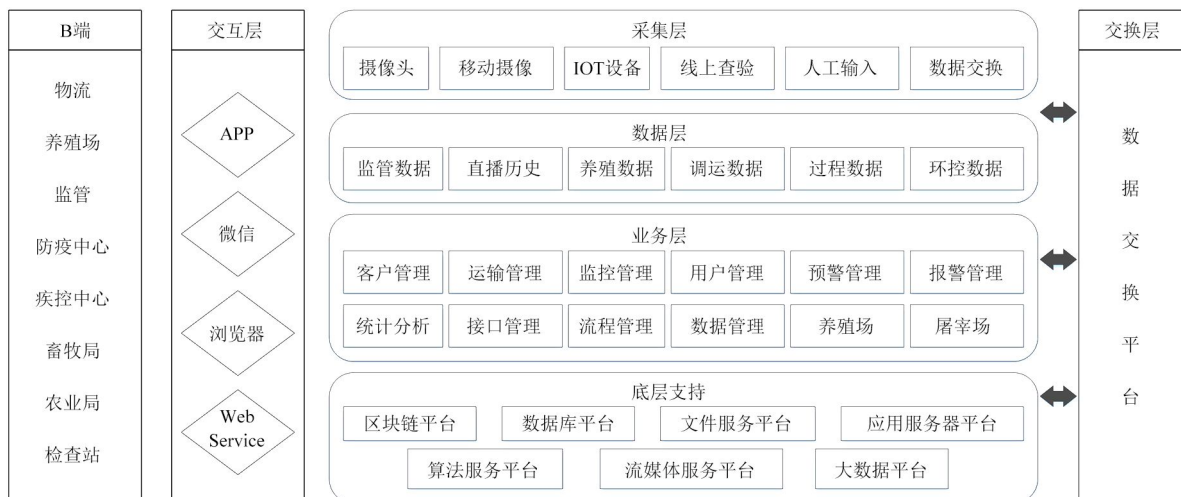 B端
物流
养殖场
监管
防疫中心
疾控中心
畜牧局
农业局
检查站
交互层
APP
微信
浏览器
Web
Service
采集层
摄像头 移动摄像 IOT设备 线上查验 人工输入 数据交换
数据层
监管数据 直播历史 养殖数据 调运数据 过程数据 环控数据
业务层
客户管理 运输管理 监控管理 用户管理 预警管理 报警管理
统计分析 接口管理 流程管理 数据管理 养殖场 屠宰场
底层支持
区块链平台 数据库平台 文件服务平台 应用服务器平台
算法服务平台 流媒体服务平台 大数据平台
交换层
数
据
交
换
平
台